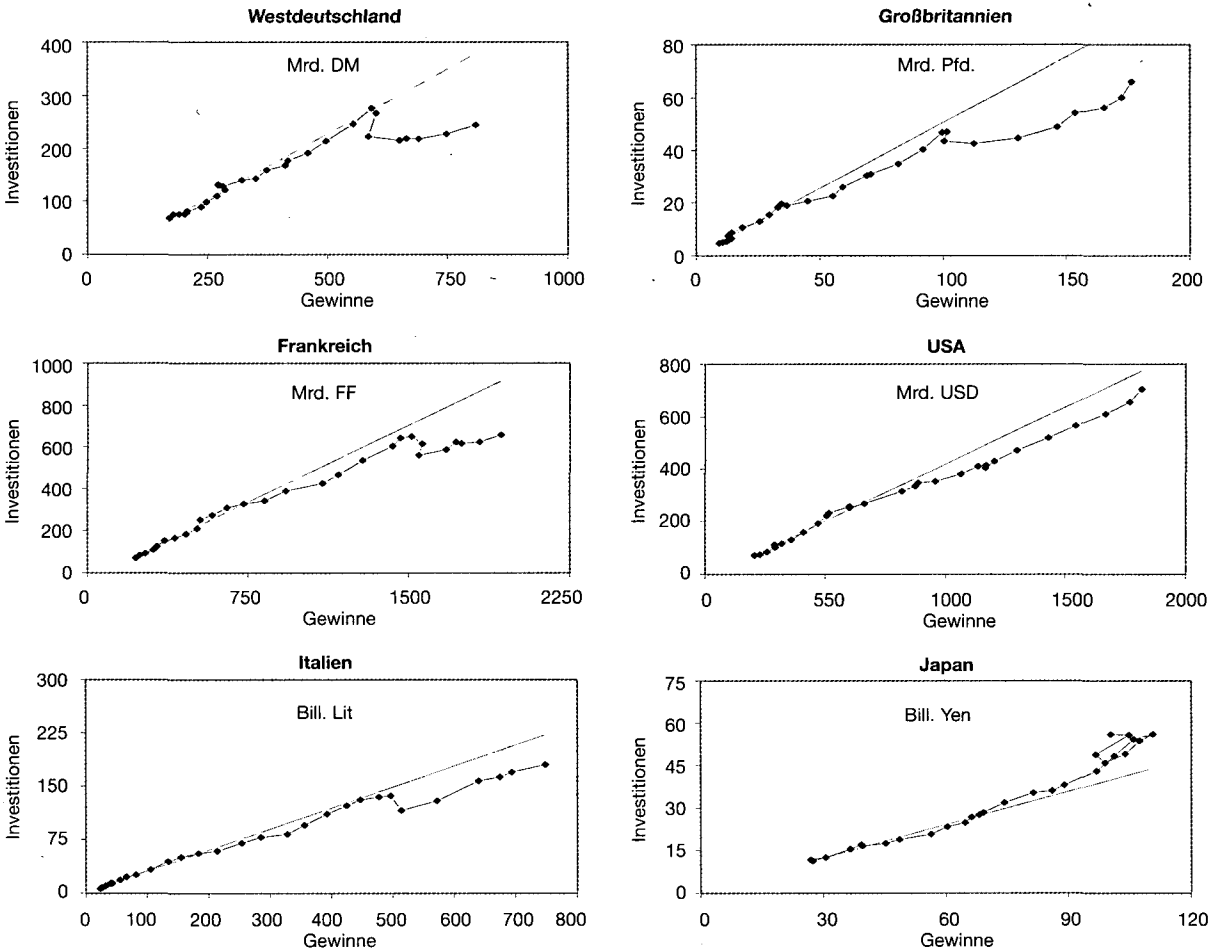 Westdeutschland
400
300
200
100
0
Investitionen
Mrd. DM
0 250 500 750 1000
Gewinne
Großbritannien
80
60
40
20
0
Investitionen
Mrd. Pfd.
0 50 100 150 200
Gewinne
Frankreich
1000
800
600
400
200
0
Investitionen
Mrd. FF
0 750 1500 2250
Gewinne
USA
800
600
400
200
0
Investitionen
Mrd. USD
0 550 1000 1500 2000
Gewinne
Italien
300
225
150
75
0
Investitionen
Bill. Lit
0 100 200 300 400 500 600 700 800
Gewinne
Japan
75
60
45
30
15
0
Investitionen
Bill. Yen
0 30 60 90 120
Gewinne